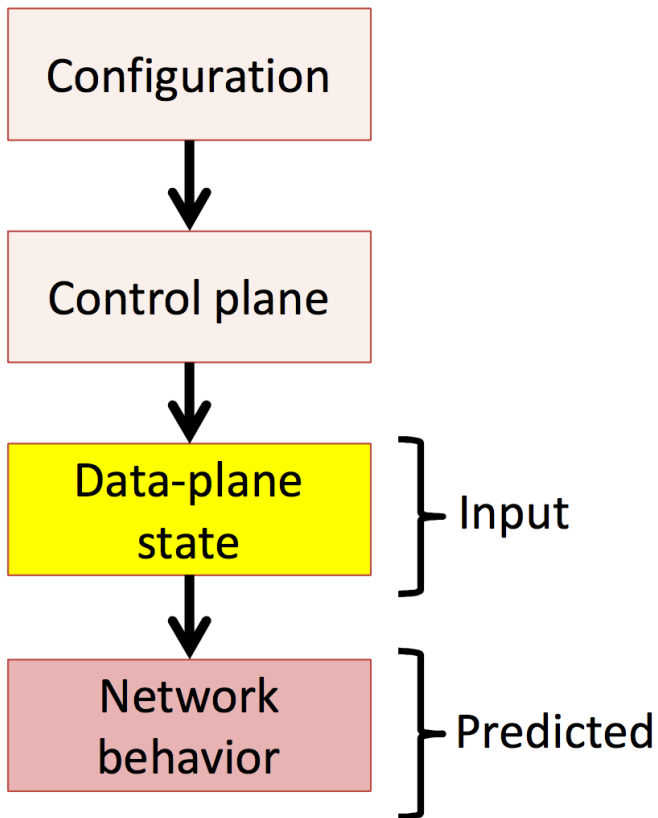 Configuration
Control plane
Data-plane
state
Input
Network
behavior
Predicted